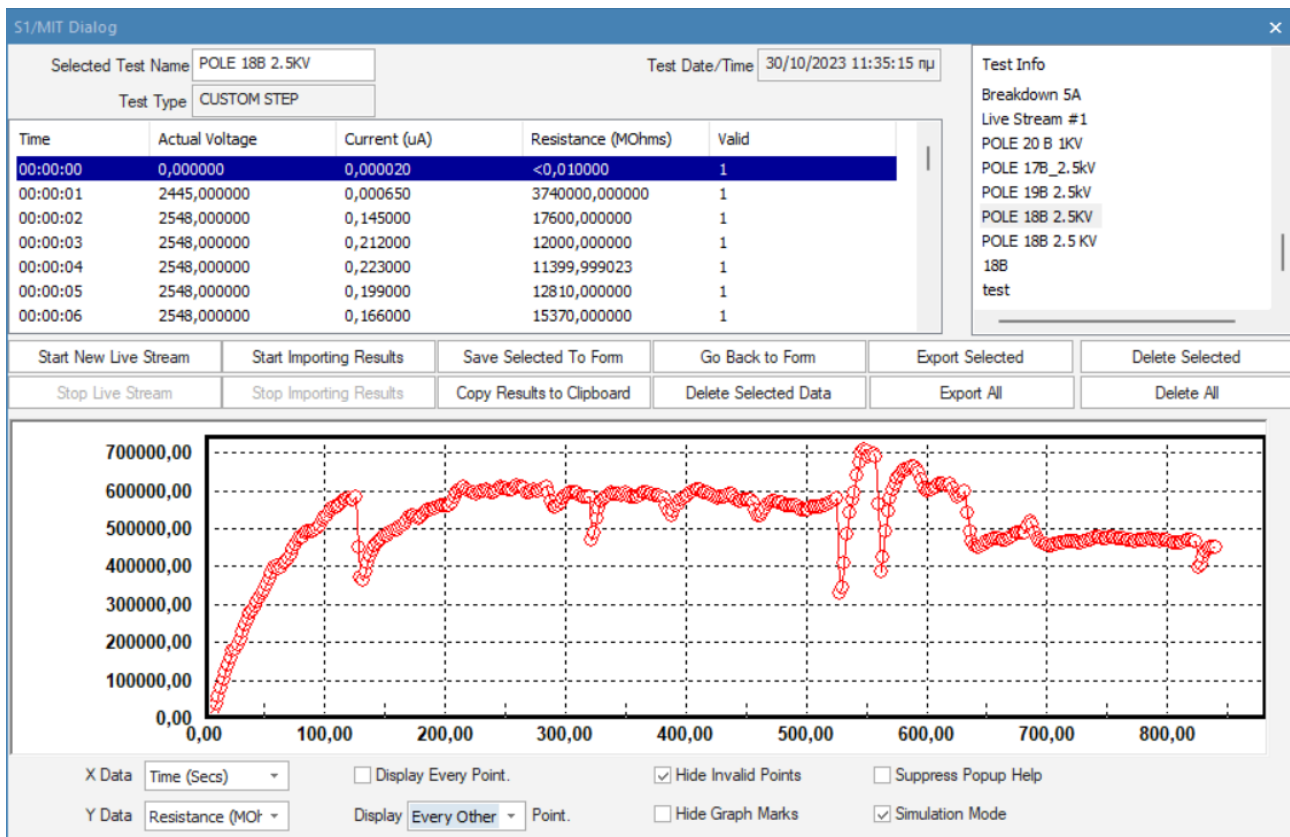 S1/MIT Dialog
Selected Test Name POLE 18B 2.5KV Test Date/Time 30/10/2023 11:35:15 πμ
Test Type CUSTOM STEP
Test Info
Breakdown 5A
Live Stream #1
POLE 20 B 1KV
POLE 17B_2.5kV
POLE 19B 2.5kV
POLE 18B 2.5KV
POLE 18B 2.5 KV
18B
test
Time Actual Voltage Current (uA) Resistance (MOhms) Valid
00:00:00 0,000000 0,000020 <0,010000 1
00:00:01 2445,000000 0,000650 3740000,000000 1
00:00:02 2548,000000 0,145000 17600,000000 1
00:00:03 2548,000000 0,212000 12000,000000 1
00:00:04 2548,000000 0,223000 11399,999023 1
00:00:05 2548,000000 0,199000 12810,000000 1
00:00:06 2548,000000 0,166000 15370,000000 1
Start New Live Stream Start Importing Results Save Selected To Form Go Back to Form Export Selected Delete Selected
Stop Live Stream Stop Importing Results Copy Results to Clipboard Delete Selected Data Export All Delete All
700000,00
600000,00
500000,00
400000,00
300000,00
200000,00
100000,00
0,00
0,00 100,00 200,00 300,00 400,00 500,00 600,00 700,00 800,00
X Data Time (Secs) Display Every Point. Hide Invalid Points Suppress Popup Help
Y Data Resistance (MOh Display Every Other Point. Hide Graph Marks Simulation Mode